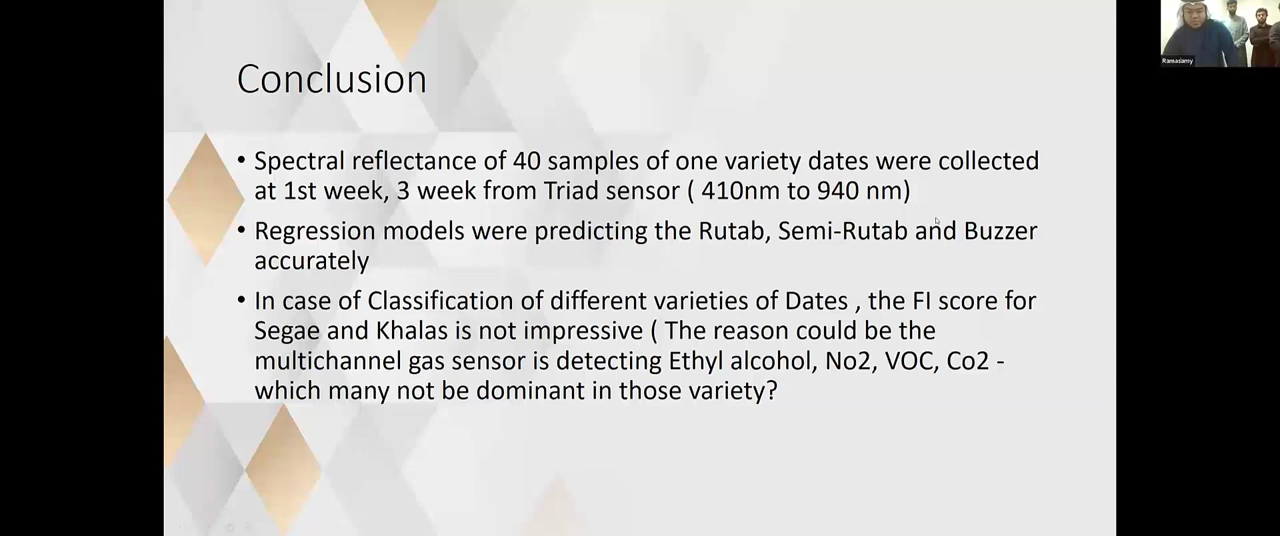 Conclusion
• Spectral reflectance of 40 samples of one variety dates were collected
at 1st week, 3 week from Triad sensor ( 410nm to 940 nm)
• Regression models were predicting the Rutab, Semi-Rutab and Buzzer
accurately
• In case of Classification of different varieties of Dates , the FI score for
Segae and Khalas is not impressive ( The reason could be the
multichannel gas sensor is detecting Ethyl alcohol, No2, VOC, Co2 -
which many not be dominant in those variety?
Ramasamy